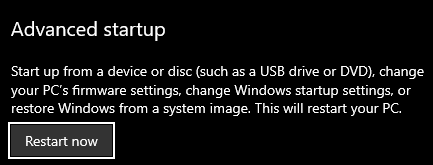 Advanced startup
Start up from a device or disc (such as a USB drive or DVD), change
your PC's firmware settings, change Windows startup settings, or
restore Windows from a system image. This will restart your PC.
Restart now